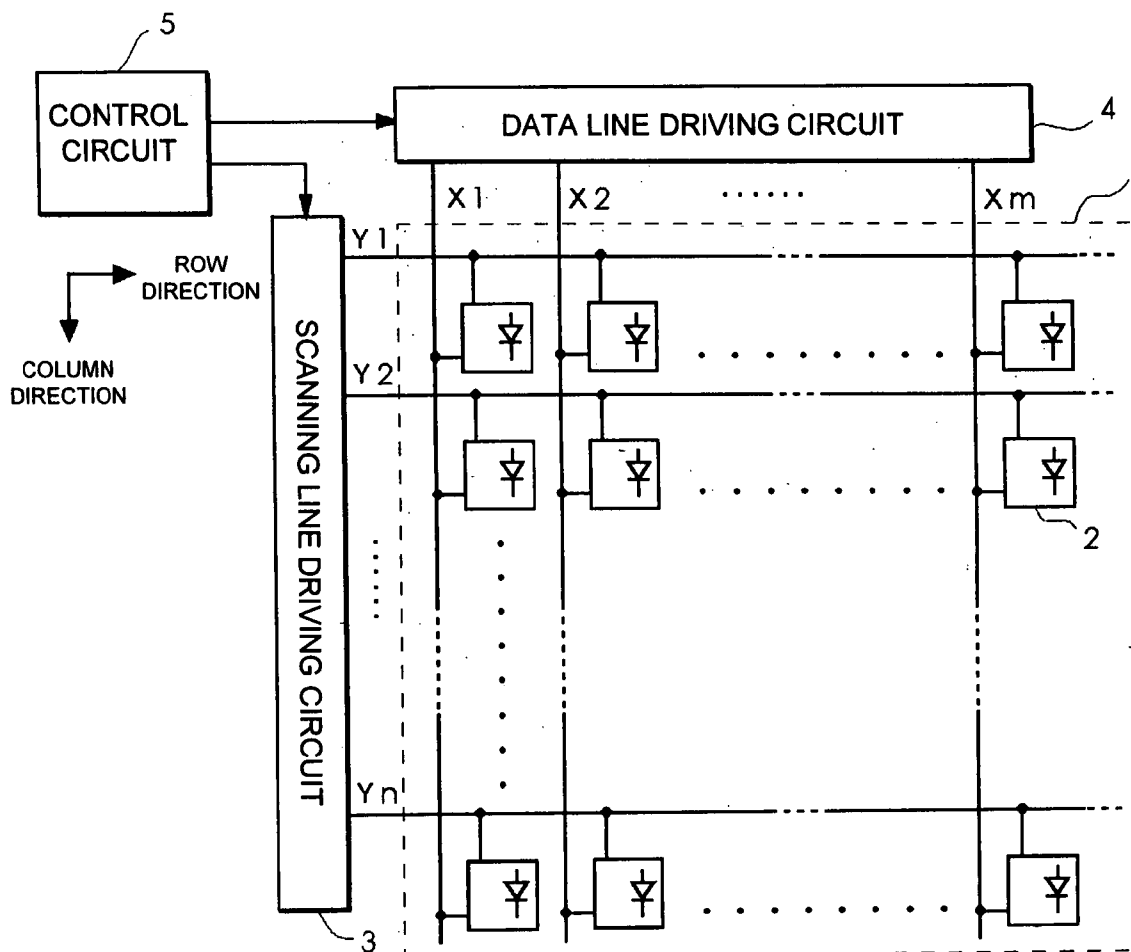 5
CONTROL
CIRCUIT
DATA LINE DRIVING CIRCUIT
4
X1
X2
......
Xm
Y1
ROW
DIRECTION
COLUMN
DIRECTION
SCANNING LINE DRIVING CIRCUIT
Y2
2
......
Yn
3